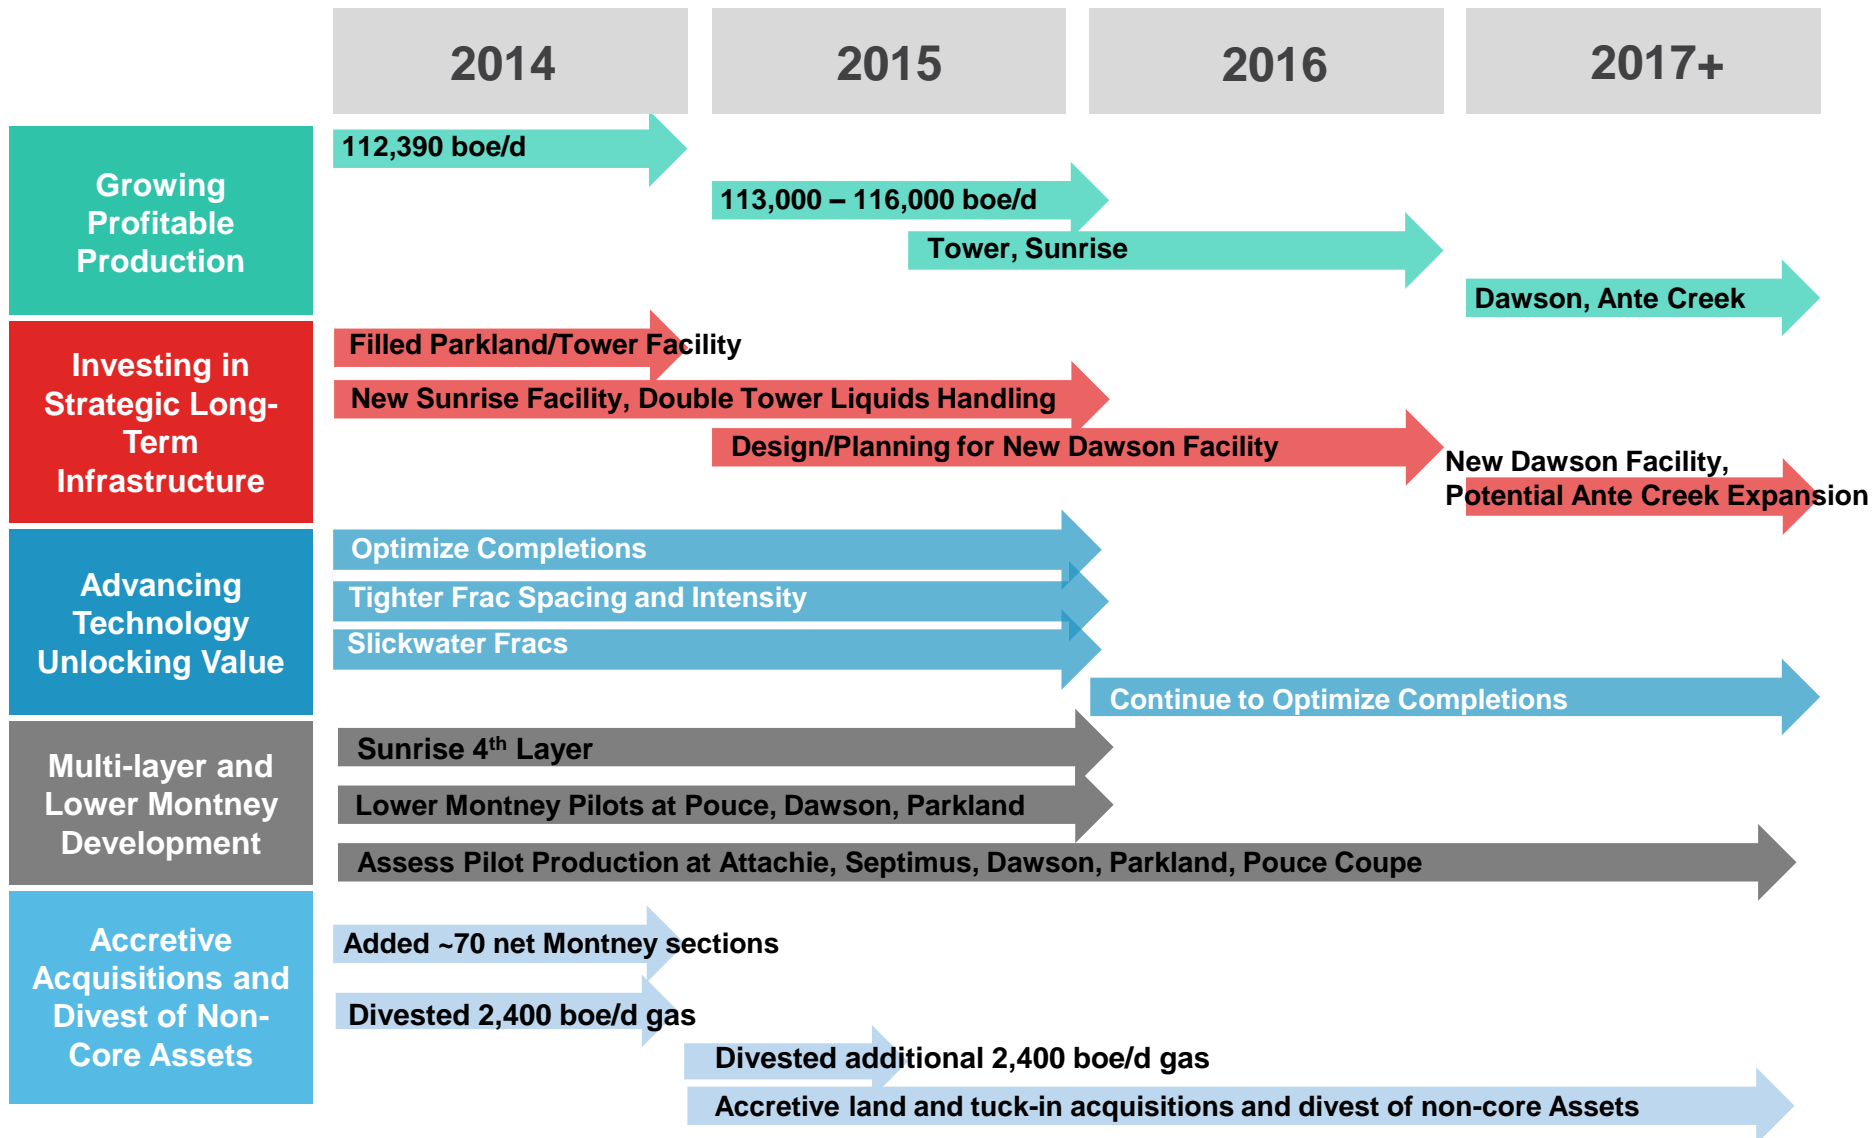 2014
2015
2016
2017+
Growing
Profitable
Production
112,390 boe/d
113,000 – 116,000 boe/d
Tower, Sunrise
Dawson, Ante Creek
Investing in
Strategic Long-
Term
Infrastructure
Filled Parkland/Tower Facility
New Sunrise Facility, Double Tower Liquids Handling
Design/Planning for New Dawson Facility
New Dawson Facility,
Potential Ante Creek Expansion
Advancing
Technology
Unlocking Value
Optimize Completions
Tighter Frac Spacing and Intensity
Slickwater Fracs
Continue to Optimize Completions
Multi-layer and
Lower Montney
Development
Sunrise 4th Layer
Lower Montney Pilots at Pouce, Dawson, Parkland
Assess Pilot Production at Attachie, Septimus, Dawson, Parkland, Pouce Coupe
Accretive
Acquisitions and
Divest of Non-
Core Assets
Added ~70 net Montney sections
Divested 2,400 boe/d gas
Divested additional 2,400 boe/d gas
Accretive land and tuck-in acquisitions and divest of non-core Assets